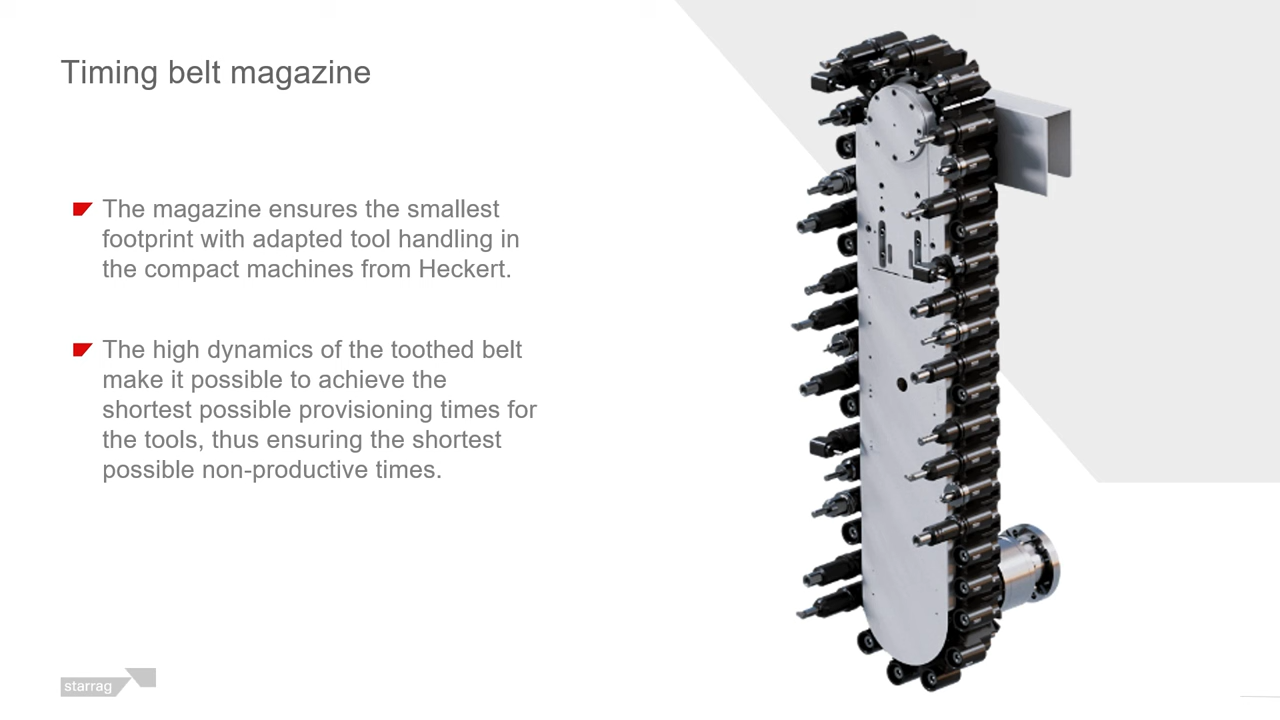 Timing belt magazine
The magazine ensures the smallest
footprint with adapted tool handling in
the compact machines from Heckert.
The high dynamics of the toothed belt
make it possible to achieve the
shortest possible provisioning times for
the tools, thus ensuring the shortest
possible non-productive times.
starrag